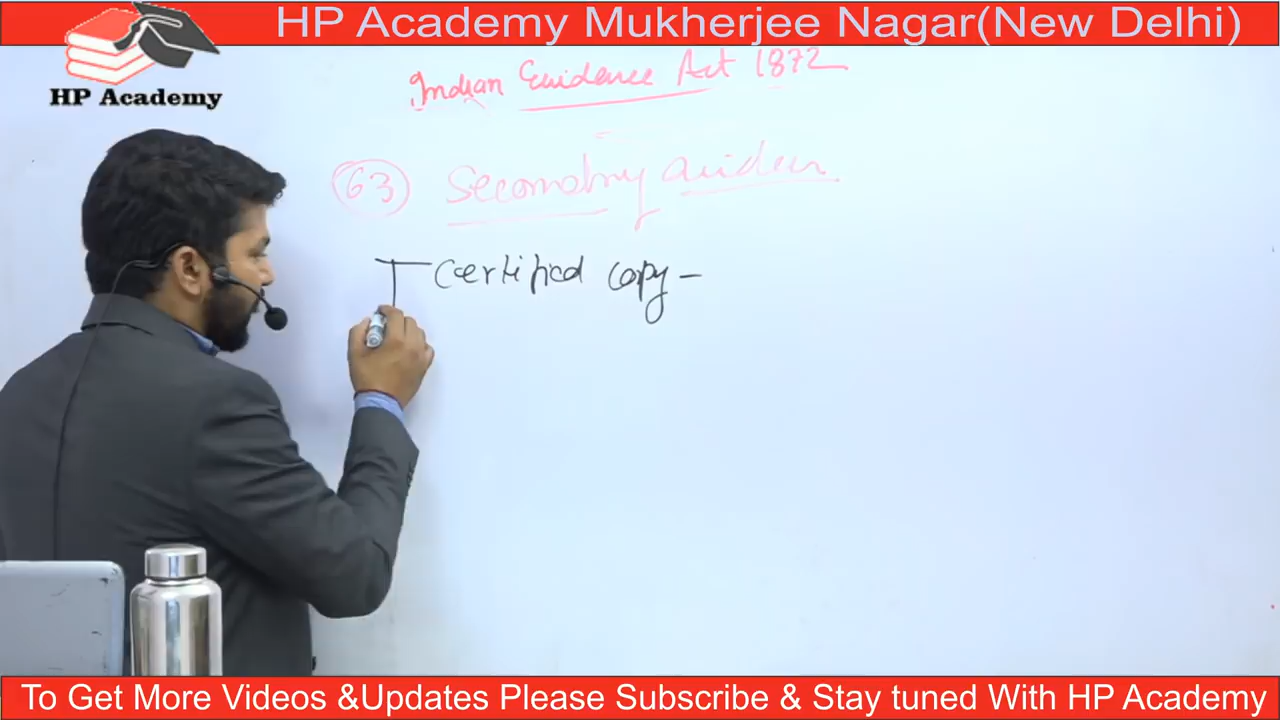 HP Academy Mukherjee Nagar(New Delhi)
HP Academy
Indian Evidence Act 1872
63 Secondary
Certified copy -
To Get More Videos &Updates Please Subscribe & Stay tuned With HP Academy